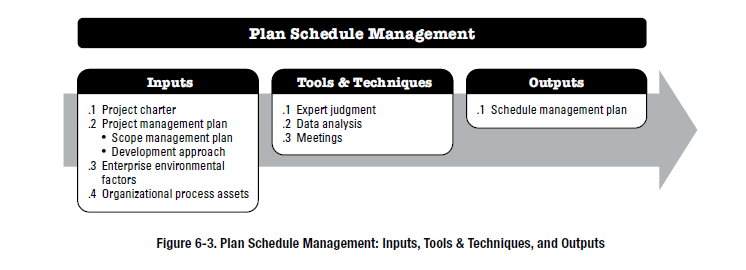 Plan Schedule Management
Inputs
.1 Project charter
.2 Project management plan
• Scope management plan
• Development approach
.3 Enterprise environmental
factors
.4 Organizational process assets
Tools & Techniques
.1 Expert judgment
.2 Data analysis
.3 Meetings
Outputs
.1 Schedule management plan
Figure 6-3. Plan Schedule Management: Inputs, Tools & Techniques, and Outputs